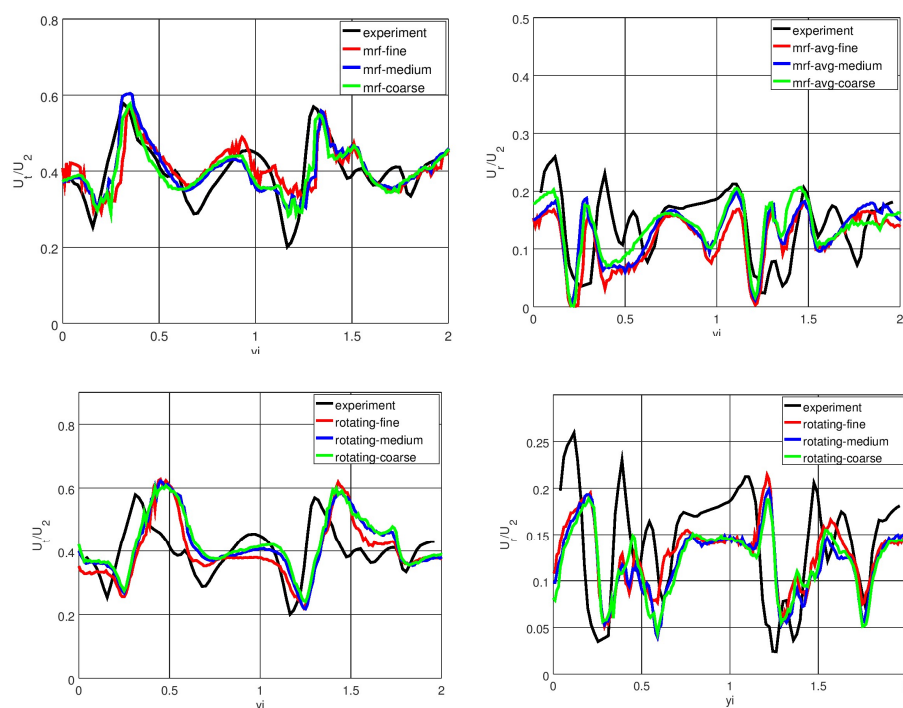 0.8
0.6
0.4
0.2
0
0
0.5
1
1.5
2
U_t/U_2
yi
experiment
mrf-fine
mrf-medium
mrf-coarse
0.5
0.4
0.3
0.2
0.1
0
0
0.5
1
1.5
2
U_r/U_2
yi
experiment
mrf-avg-fine
mrf-avg-medium
mrf-avg-coarse
0.8
0.6
0.4
0.2
0
0
0.5
1
1.5
2
U_t/U_2
yi
experiment
rotating-fine
rotating-medium
rotating-coarse
0.25
0.2
0.15
0.1
0.05
0
0
0.5
1
1.5
U_r/U_2
yi
experiment
rotating-fine
rotating-medium
rotating-coarse